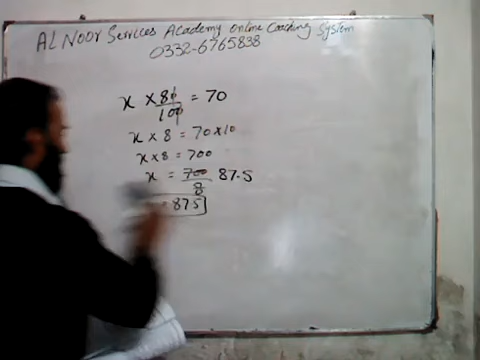 AL Noor Services Academy Online Coaching System
0332-6765838
x × 80/100 = 70
x × 8 = 70×10
x×8 = 700
x = 700/8 87.5
= 87.5